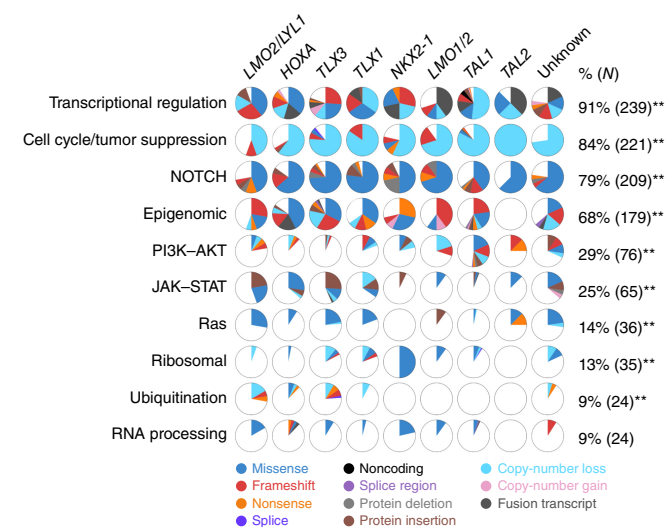 LMO2/LYL1 HOXA TLX3 TLX1 NKX2-1 LMO1/2 TAL1 TAL2 Unknown % (N)
Transcriptional regulation 91% (239)**
Cell cycle/tumor suppression 84% (221)**
NOTCH 79% (209)**
Epigenomic 68% (179)**
PI3K–AKT 29% (76)**
JAK–STAT 25% (65)**
Ras 14% (36)**
Ribosomal 13% (35)**
Ubiquitination 9% (24)**
RNA processing 9% (24)
Missense Noncoding Copy-number loss
Frameshift Splice region Copy-number gain
Nonsense Protein deletion Fusion transcript
Splice Protein insertion